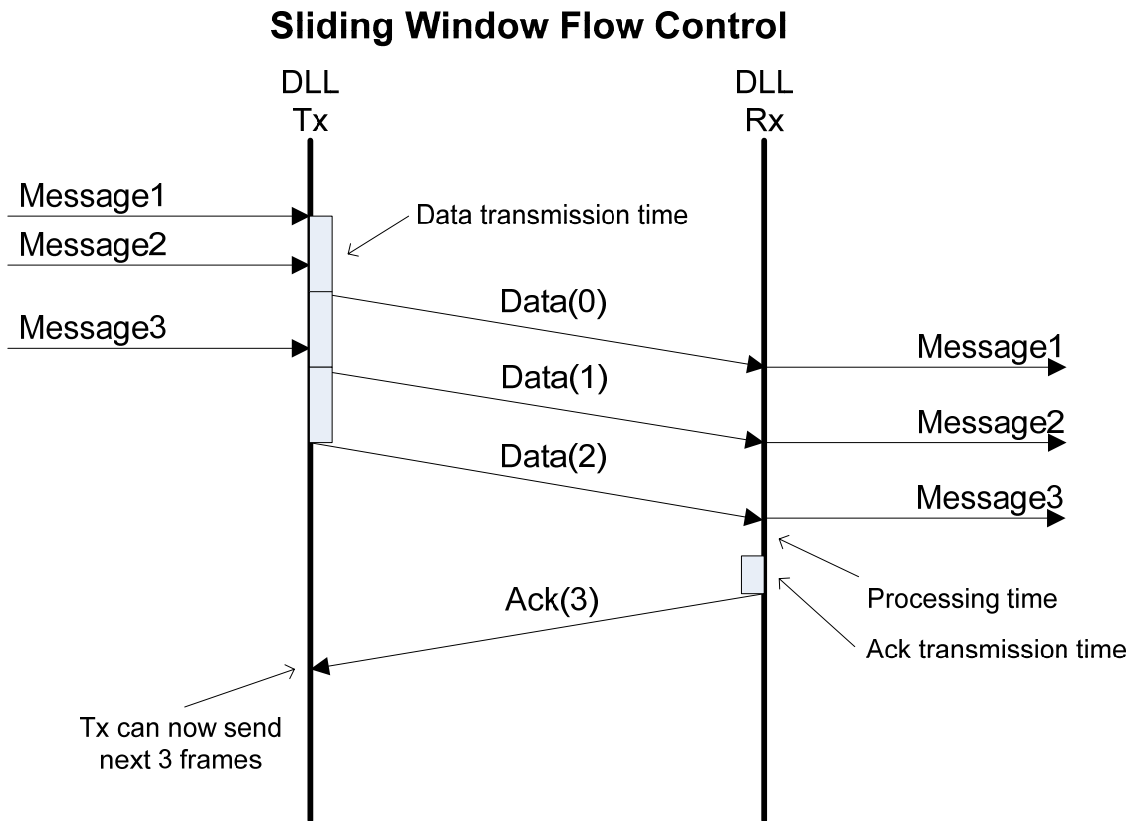 Sliding Window Flow Control
DLL
Tx
DLL
Rx
Message1
Data transmission time
Message2
Data(0)
Message3
Message1
Data(1)
Message2
Data(2)
Message3
Processing time
Ack(3)
Ack transmission time
Tx can now send
next 3 frames